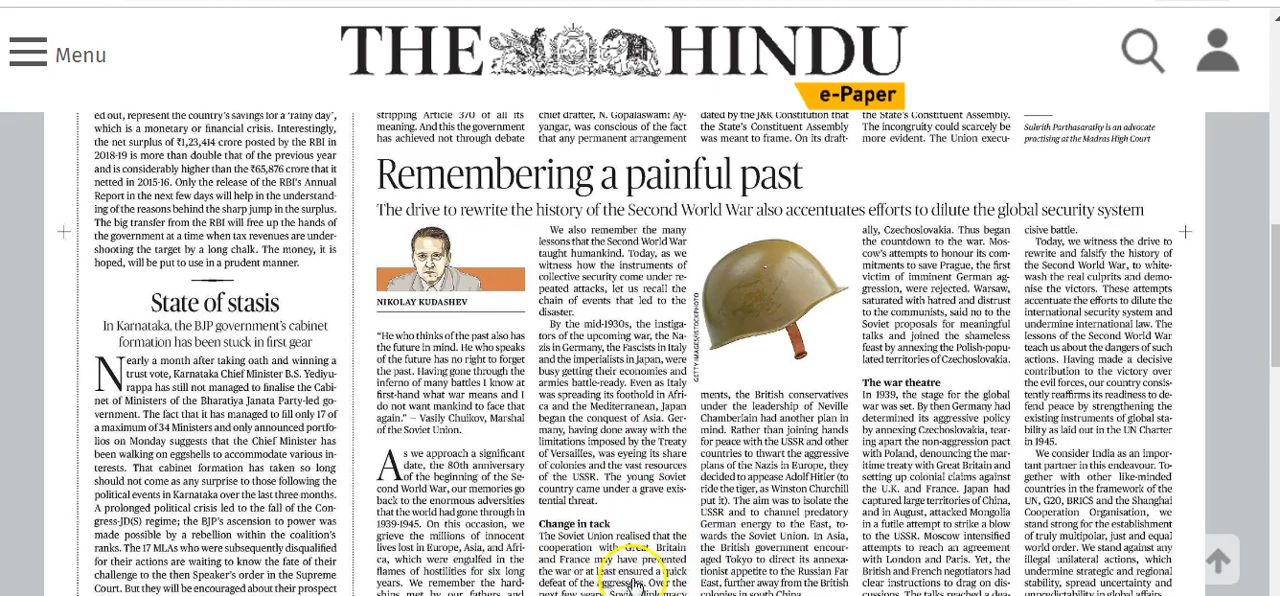 Menu
THE HINDU
e-Paper
ed out, represent the country's savings for a 'rainy day',
which is a monetary or financial crisis. Interestingly,
the net surplus of ₹1,23,414 crore posted by the RBI in
2018-19 is more than double that of the previous year
and is considerably higher than the ₹65,876 crore that it
netted in 2015-16. Only the release of the RBI's Annual
Report in the next few days will help in the understand-
ing of the reasons behind the sharp jump in the surplus.
The big transfer from the RBI will free up the hands of
the government at a time when tax revenues are under-
shooting the target by a long chalk. The money, it is
hoped, will be put to use in a prudent manner.
State of stasis
In Karnataka, the BJP government's cabinet
formation has been stuck in first gear
Nearly a month after taking oath and winning a
trust vote, Karnataka Chief Minister B.S. Yediyu-
rappa has still not managed to finalise the Cabi-
net of Ministers of the Bharatiya Janata Party-led go-
vernment. The fact that it has managed to fill only 17 of
a maximum of 34 Ministers and only announced portfo-
lios on Monday suggests that the Chief Minister has
been walking on eggshells to accommodate various in-
terests. That cabinet formation has taken so long
should not come as any surprise to those following the
political events in Karnataka over the last three months.
A prolonged political crisis led to the fall of the Con-
gress-JD(S) regime; the BJP's ascension to power was
made possible by a rebellion within the coalition's
ranks. The 17 MLAs who were subsequently disqualified
for their actions are waiting to know the fate of their
challenge to the then Speaker's order in the Supreme
Court. But they will be encouraged about their prospect
stripping Article 370 of all its
meaning. And this the government
has achieved not through debate
chief drafter, N. Gopalaswami Ay-
yangar, was conscious of the fact
that any permanent arrangement
dated by the J&K Constitution that
the State's Constituent Assembly
was meant to frame. On its draft-
the State's Constituent Assembly.
The incongruity could scarcely be
more evident. The Union execu-
Suhrith Parthasarathy is an advocate
practising at the Madras High Court
Remembering a painful past
The drive to rewrite the history of the Second World War also accentuates efforts to dilute the global security system
NIKOLAY KUDASHEV
"He who thinks of the past also has
the future in mind. He who speaks
of the future has no right to forget
the past. Having gone through the
inferno of many battles I know at
first-hand what war means and I
do not want mankind to face that
again." – Vasily Chuikov, Marshal
of the Soviet Union.
As we approach a significant
date, the 80th anniversary
of the beginning of the Se-
cond World War, our memories go
back to the enormous adversities
that the world had gone through in
1939-1945. On this occasion, we
grieve the millions of innocent
lives lost in Europe, Asia, and Afri-
ca, which were engulfed in the
flames of hostilities for six long
years. We remember the hard-
ships met by our fathers and
We also remember the many
lessons that the Second World War
taught humankind. Today, as we
witness how the instruments of
collective security come under re-
peated attacks, let us recall the
chain of events that led to the
disaster.
By the mid-1930s, the instiga-
tors of the upcoming war, the Na-
zis in Germany, the Fascists in Italy
and the imperialists in Japan, were
busy getting their economies and
armies battle-ready. Even as Italy
was spreading its foothold in Afri-
ca and the Mediterranean, Japan
began the conquest of Asia. Ger-
many, having done away with the
limitations imposed by the Treaty
of Versailles, was eyeing its share
of colonies and the vast resources
of the USSR. The young Soviet
country came under a grave exis-
tential threat.
Change in tack
The Soviet Union realised that the
cooperation with Great Britain
and France may have prevented
the war or at least ensured a quick
defeat of the aggressors. Over the
next few years, Soviet diplomacy
GETTY IMAGES/ISTOCKPHOTO
ments, the British conservatives
under the leadership of Neville
Chamberlain had another plan in
mind. Rather than joining hands
for peace with the USSR and other
countries to thwart the aggressive
plans of the Nazis in Europe, they
decided to appease Adolf Hitler (to
ride the tiger, as Winston Churchill
put it). The aim was to isolate the
USSR and to channel predatory
German energy to the East, to-
wards the Soviet Union. In Asia,
the British government encour-
aged Tokyo to direct its annex-
ationist appetite to the Russian Far
East, further away from the British
colonies in south China.
ally, Czechoslovakia. Thus began
the countdown to the war. Mos-
cow's attempts to honour its com-
mitments to save Prague, the first
victim of imminent German ag-
gression, were rejected. Warsaw,
saturated with hatred and distrust
to the communists, said no to the
Soviet proposals for meaningful
talks and joined the shameless
feast by annexing the Polish-popu-
lated territories of Czechoslovakia.
The war theatre
In 1939, the stage for the global
war was set. By then Germany had
determined its aggressive policy
by annexing Czechoslovakia, tear-
ing apart the non-aggression pact
with Poland, denouncing the mar-
itime treaty with Great Britain and
setting up colonial claims against
the U.K. and France. Japan had
captured large territories of China,
and in August, attacked Mongolia
in a futile attempt to strike a blow
to the USSR. Moscow intensified
attempts to reach an agreement
with London and Paris. Yet, the
British and French negotiators had
clear instructions to drag on dis-
cussions. The talks reached a dea-
cisive battle.
Today, we witness the drive to
rewrite and falsify the history of
the Second World War, to white-
wash the real culprits and demo-
nise the victors. These attempts
accentuate the efforts to dilute the
international security system and
undermine international law. The
lessons of the Second World War
teach us about the dangers of such
actions. Having made a decisive
contribution to the victory over
the evil forces, our country consis-
tently reaffirms its readiness to de-
fend peace by strengthening the
existing instruments of global sta-
bility as laid out in the UN Charter
in 1945.
We consider India as an impor-
tant partner in this endeavour. To-
gether with other like-minded
countries in the framework of the
UN, G20, BRICS and the Shanghai
Cooperation Organisation, we
stand strong for the establishment
of truly multipolar, just and equal
world order. We stand against any
illegal unilateral actions, which
undermine strategic and regional
stability, spread uncertainty and
unpredictability in global affairs.